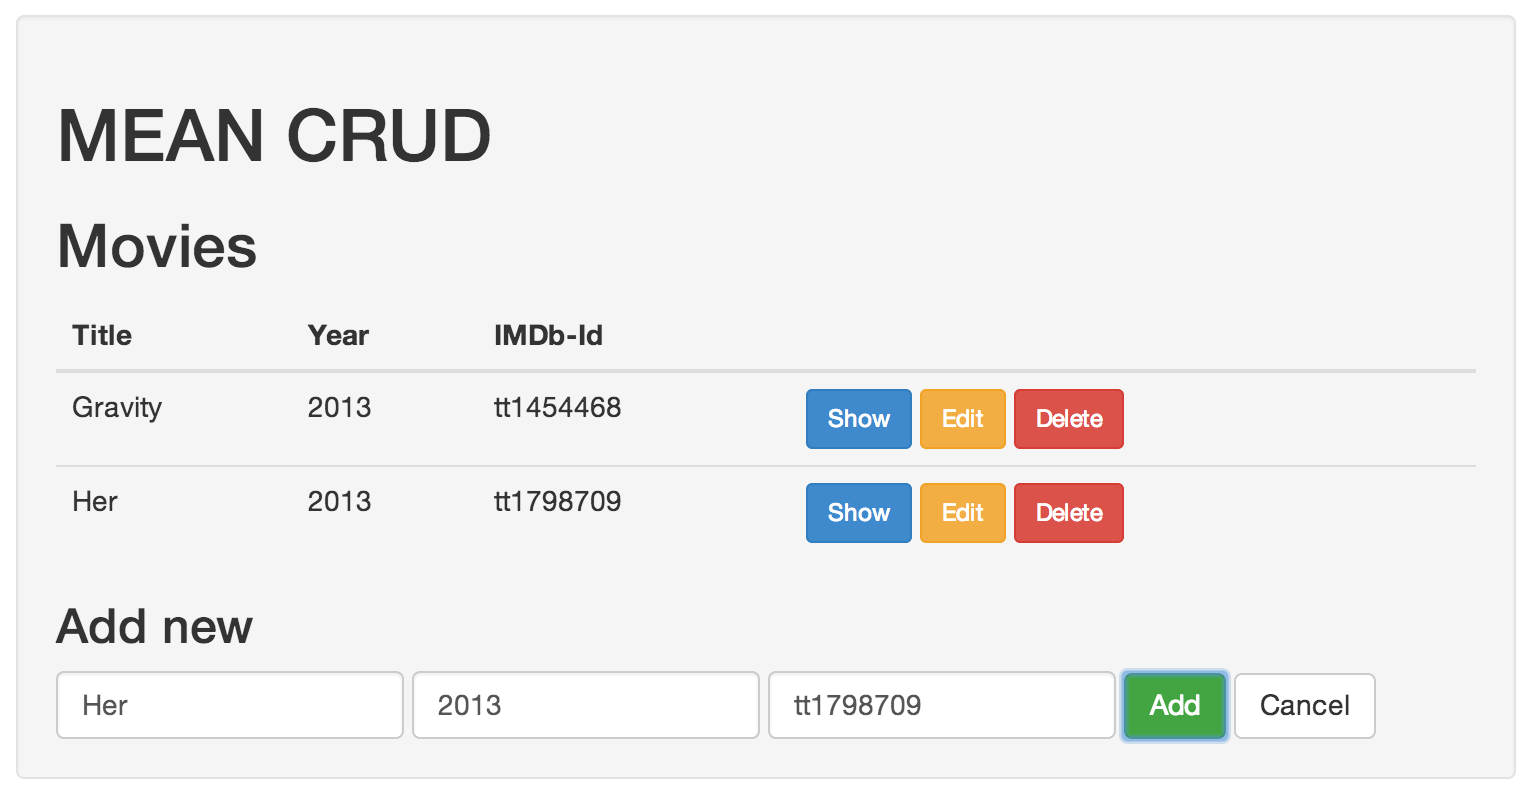 MEAN CRUD
Movies
Title Year IMDb-Id
Gravity 2013 tt1454468 Show Edit Delete
Her 2013 tt1798709 Show Edit Delete
Add new
Her 2013 tt1798709 Add Cancel